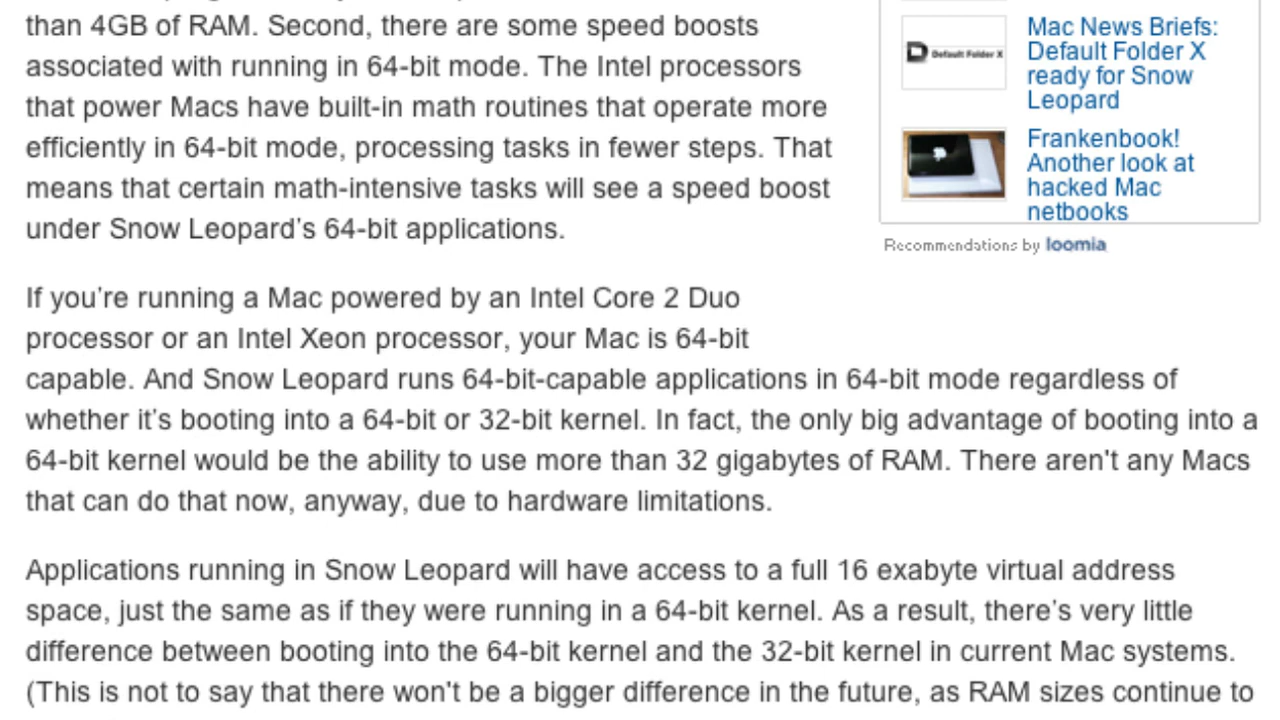 than 4GB of RAM. Second, there are some speed boosts
associated with running in 64-bit mode. The Intel processors
that power Macs have built-in math routines that operate more
efficiently in 64-bit mode, processing tasks in fewer steps. That
means that certain math-intensive tasks will see a speed boost
under Snow Leopard's 64-bit applications.
If you're running a Mac powered by an Intel Core 2 Duo
processor or an Intel Xeon processor, your Mac is 64-bit
capable. And Snow Leopard runs 64-bit-capable applications in 64-bit mode regardless of
whether it's booting into a 64-bit or 32-bit kernel. In fact, the only big advantage of booting into a
64-bit kernel would be the ability to use more than 32 gigabytes of RAM. There aren't any Macs
that can do that now, anyway, due to hardware limitations.
Applications running in Snow Leopard will have access to a full 16 exabyte virtual address
space, just the same as if they were running in a 64-bit kernel. As a result, there's very little
difference between booting into the 64-bit kernel and the 32-bit kernel in current Mac systems.
(This is not to say that there won't be a bigger difference in the future, as RAM sizes continue to
Default Folder X
Mac News Briefs:
Default Folder X
ready for Snow
Leopard
Frankenbook!
Another look at
hacked Mac
netbooks
Recommendations by loomia